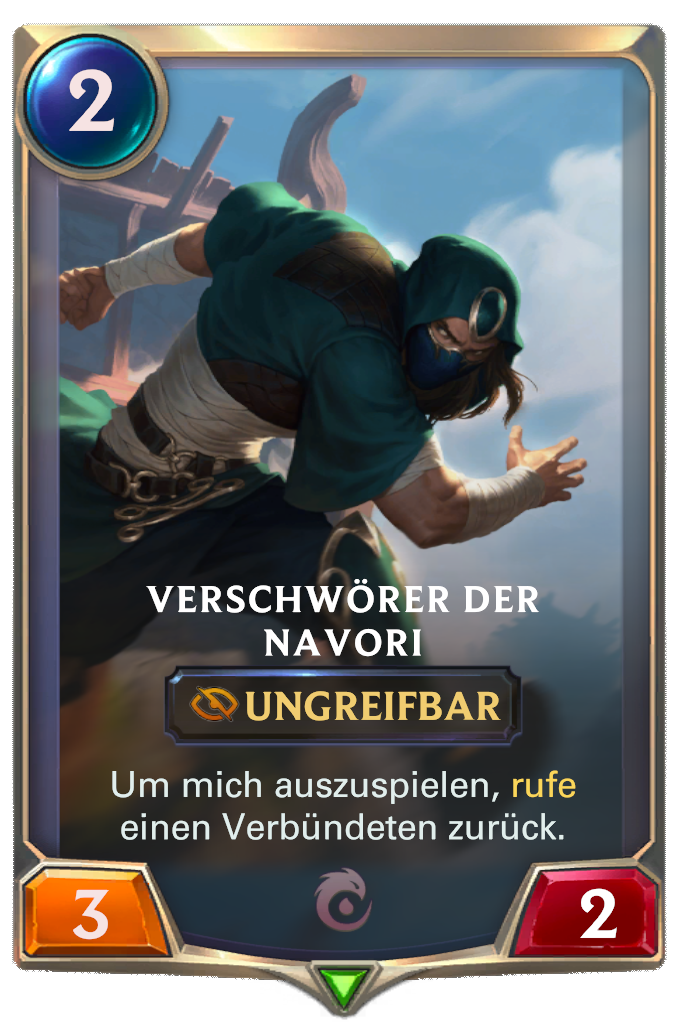 2
VERSCHWÖRER DER
NAVORI
UNGREIFBAR
Um mich auszuspielen, rufe
einen Verbündeten zurück.
3
2